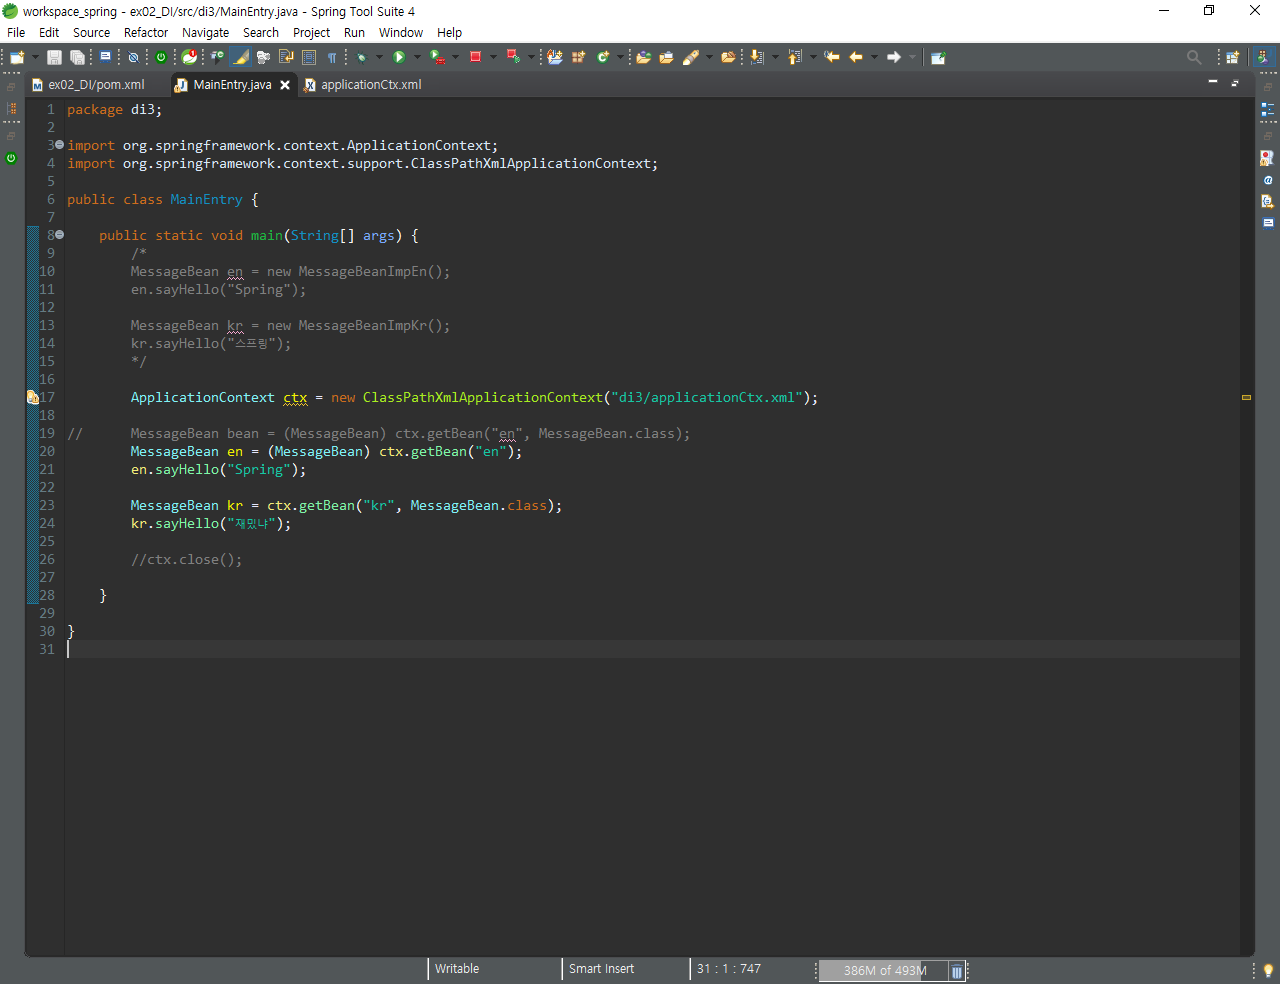 workspace_spring - ex02_DI/src/di3/MainEntry.java - Spring Tool Suite 4
File Edit Source Refactor Navigate Search Project Run Window Help
ex02_DI/pom.xml MainEntry.java applicationCtx.xml
1 package di3;
2
3 import org.springframework.context.ApplicationContext;
4 import org.springframework.context.support.ClassPathXmlApplicationContext;
5
6 public class MainEntry {
7
8 public static void main(String[] args) {
9 /*
10 MessageBean en = new MessageBeanImpEn();
11 en.sayHello("Spring");
12
13 MessageBean kr = new MessageBeanImpKr();
14 kr.sayHello("스프링");
15 */
16
17 ApplicationContext ctx = new ClassPathXmlApplicationContext("di3/applicationCtx.xml");
18
19 // MessageBean bean = (MessageBean) ctx.getBean("en", MessageBean.class);
20 MessageBean en = (MessageBean) ctx.getBean("en");
21 en.sayHello("Spring");
22
23 MessageBean kr = ctx.getBean("kr", MessageBean.class);
24 kr.sayHello("재밌냐");
25
26 //ctx.close();
27
28 }
29
30 }
31
Writable Smart Insert 31 : 1 : 747 386M of 493M